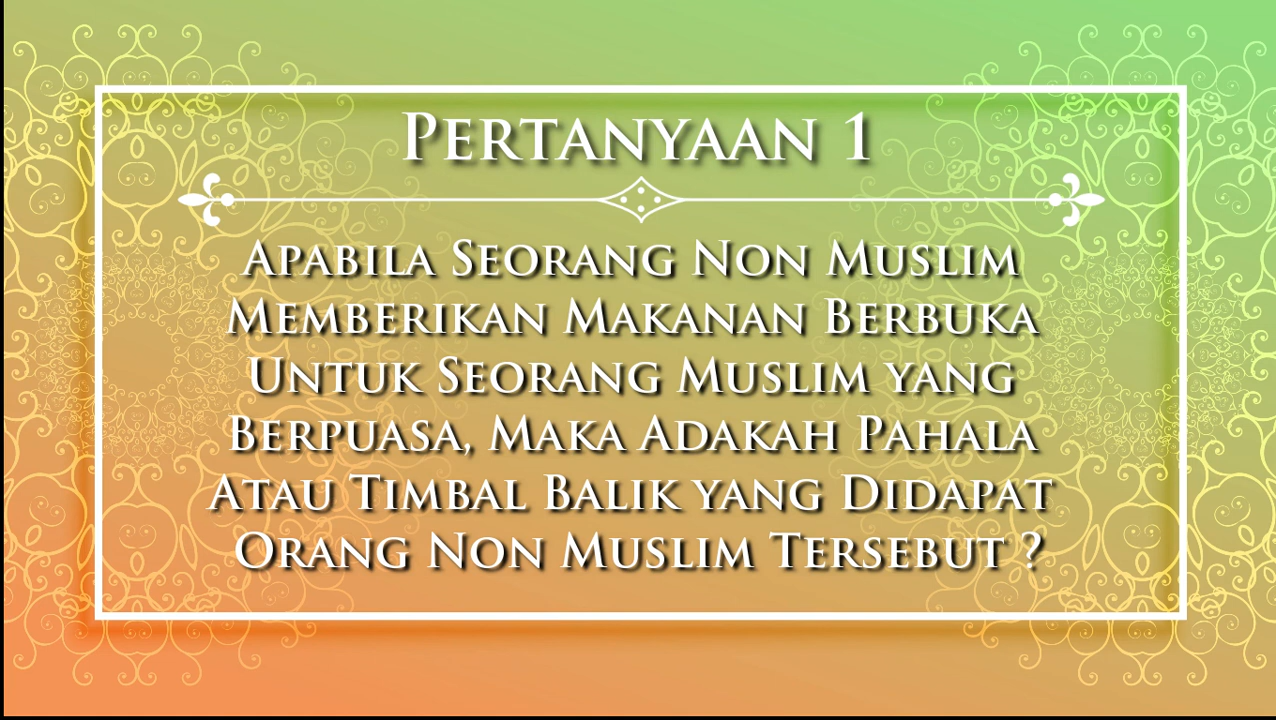 Pertanyaan 1
Apabila Seorang Non Muslim
Memberikan Makanan Berbuka
Untuk Seorang Muslim yang
Berpuasa, Maka Adakah Pahala
Atau Timbal Balik yang Didapat
Orang Non Muslim Tersebut ?